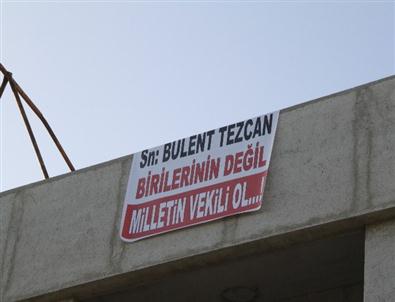 Sn: BULENT TEZCAN
BİRİLERİNİN DEĞİL
MİLLETİN VEKİLİ OL....